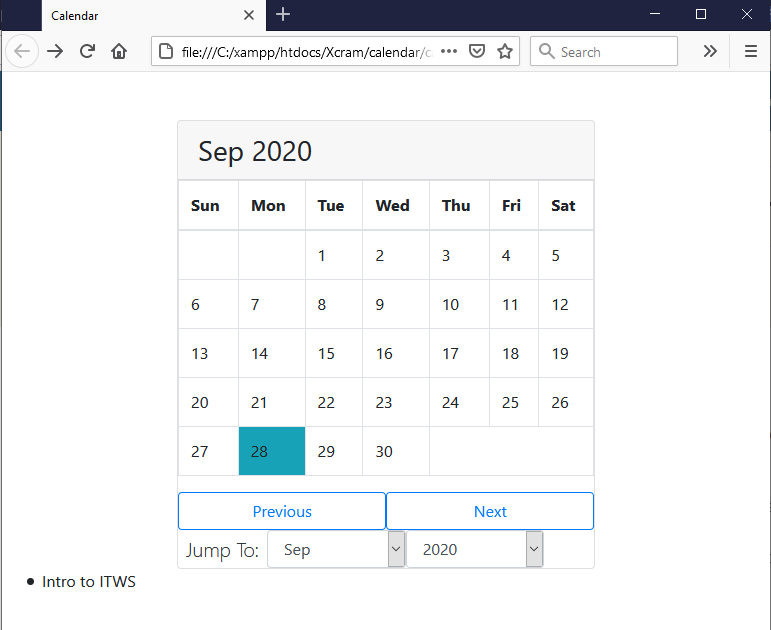 Calendar
file:///C:/xampp/htdocs/Xcram/calendar/c
Search
Sep 2020
Sun Mon Tue Wed Thu Fri Sat
1 2 3 4 5
6 7 8 9 10 11 12
13 14 15 16 17 18 19
20 21 22 23 24 25 26
27 28 29 30
Previous Next
Jump To: Sep 2020
• Intro to ITWS